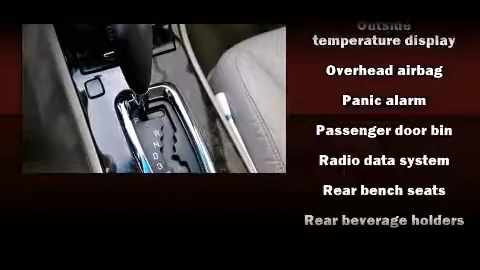 Outside
temperature display
Overhead airbag
Panic alarm
Passenger door bin
Radio data system
Rear bench seats
Rear beverage holders
P
R
N
D
3